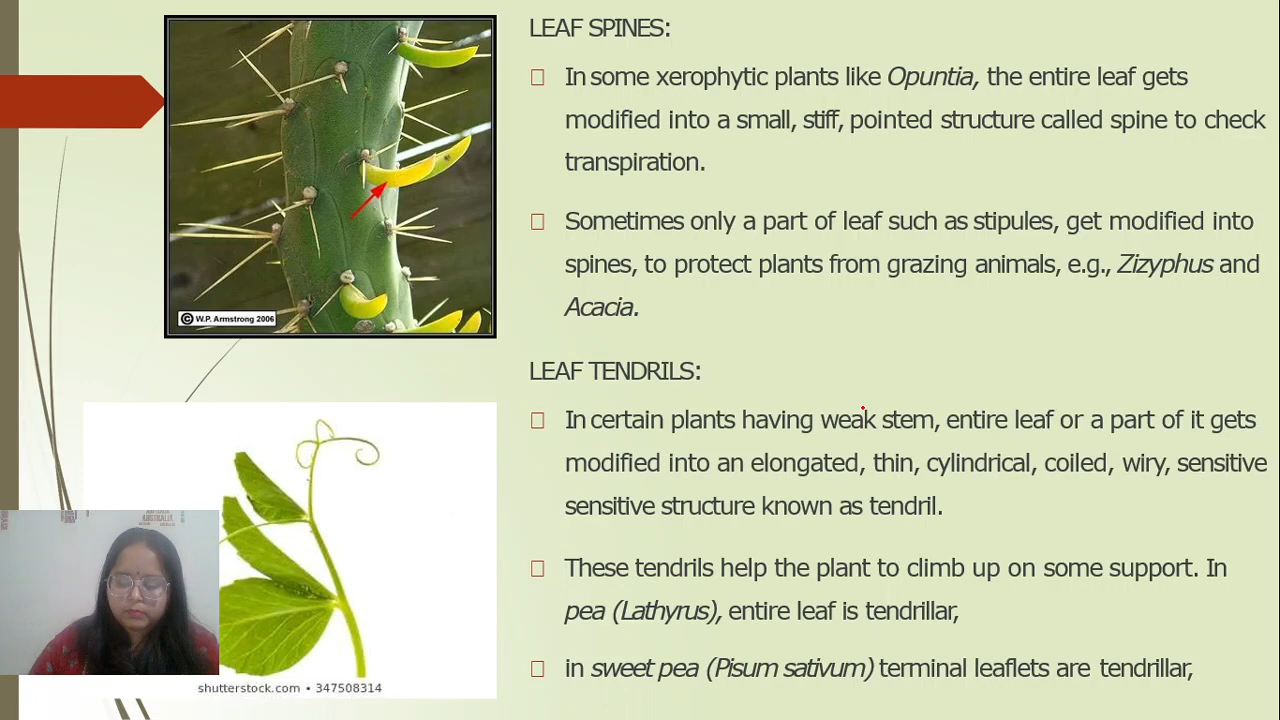 LEAF SPINES:
In some xerophytic plants like Opuntia, the entire leaf gets
modified into a small, stiff, pointed structure called spine to check
transpiration.
Sometimes only a part of leaf such as stipules, get modified into
spines, to protect plants from grazing animals, e.g., Zizyphus and
Acacia.
© W.P. Armstrong 2006
LEAF TENDRILS:
In certain plants having weak stem, entire leaf or a part of it gets
modified into an elongated, thin, cylindrical, coiled, wiry, sensitive
sensitive structure known as tendril.
These tendrils help the plant to climb up on some support. In
pea (Lathyrus), entire leaf is tendrillar,
in sweet pea (Pisum sativum) terminal leaflets are tendrillar,
shutterstock.com • 347508314